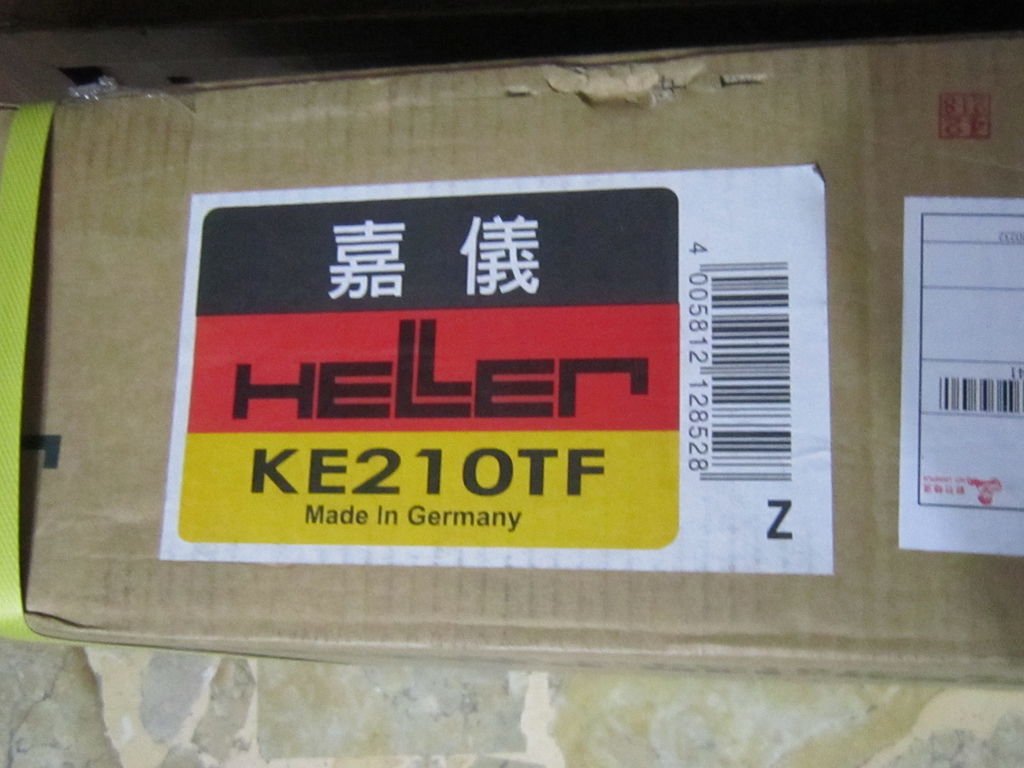 嘉儀
HELLER
KE210TF
Made In Germany
4 005812 128528
Z